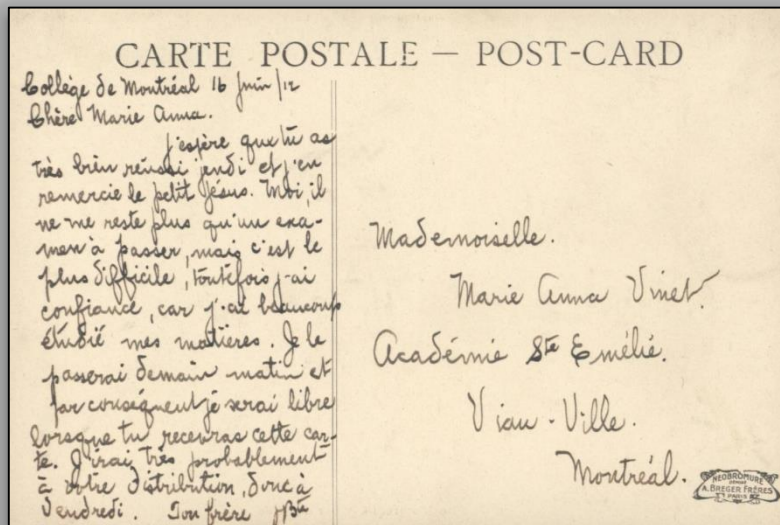 CARTE POSTALE — POST-CARD
Collège de Montréal 16 Juin /12
Chère Marie Anna.
J'espère que tu as
très bien réussi jeudi et j'en
remercie le petit Jésus. Moi, il
ne me reste plus qu'un exa-
men à passer, mais c'est le
plus difficile, toutefois j'ai
confiance, car j'ai beaucoup
étudié mes matières. Je le
passerai demain matin et
par conséquent je serai libre
lorsque tu recevras cette car-
te. J'irai très probablement
à votre distribution, donc à
Vendredi. Ton frère
Mademoiselle.
Marie Anna Vinet.
Académie Ste Emélié.
Viau-Ville.
Montréal.
NEOBROMURE
A. BREGER FRÈRES
PARIS